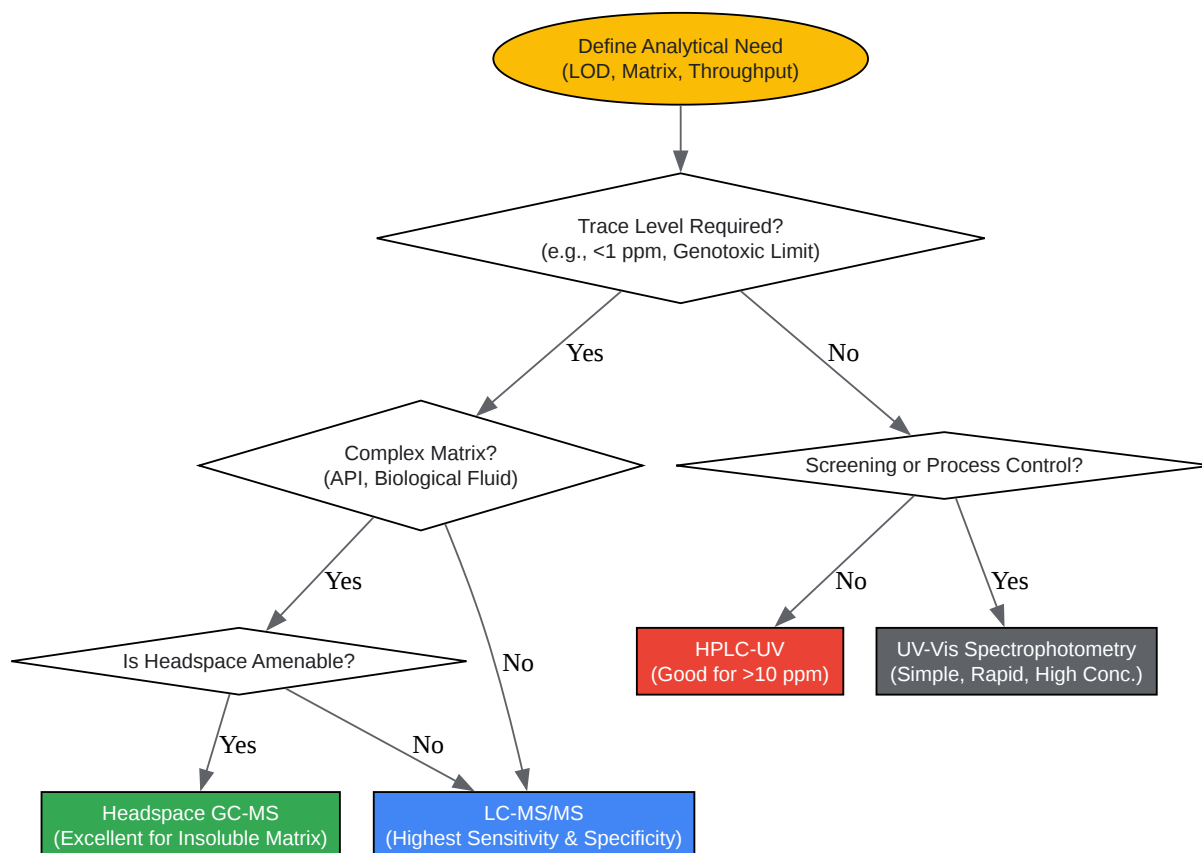 Define Analytical Need
(LOD, Matrix, Throughput)
Trace Level Required?
(e.g., <1 ppm, Genotoxic Limit)
Yes
No
Complex Matrix?
(API, Biological Fluid)
Screening or Process Control?
Yes
No
No
Yes
Is Headspace Amenable?
HPLC-UV
(Good for >10 ppm)
UV-Vis Spectrophotometry
(Simple, Rapid, High Conc.)
Yes
No
Headspace GC-MS
(Excellent for Insoluble Matrix)
LC-MS/MS
(Highest Sensitivity & Specificity)